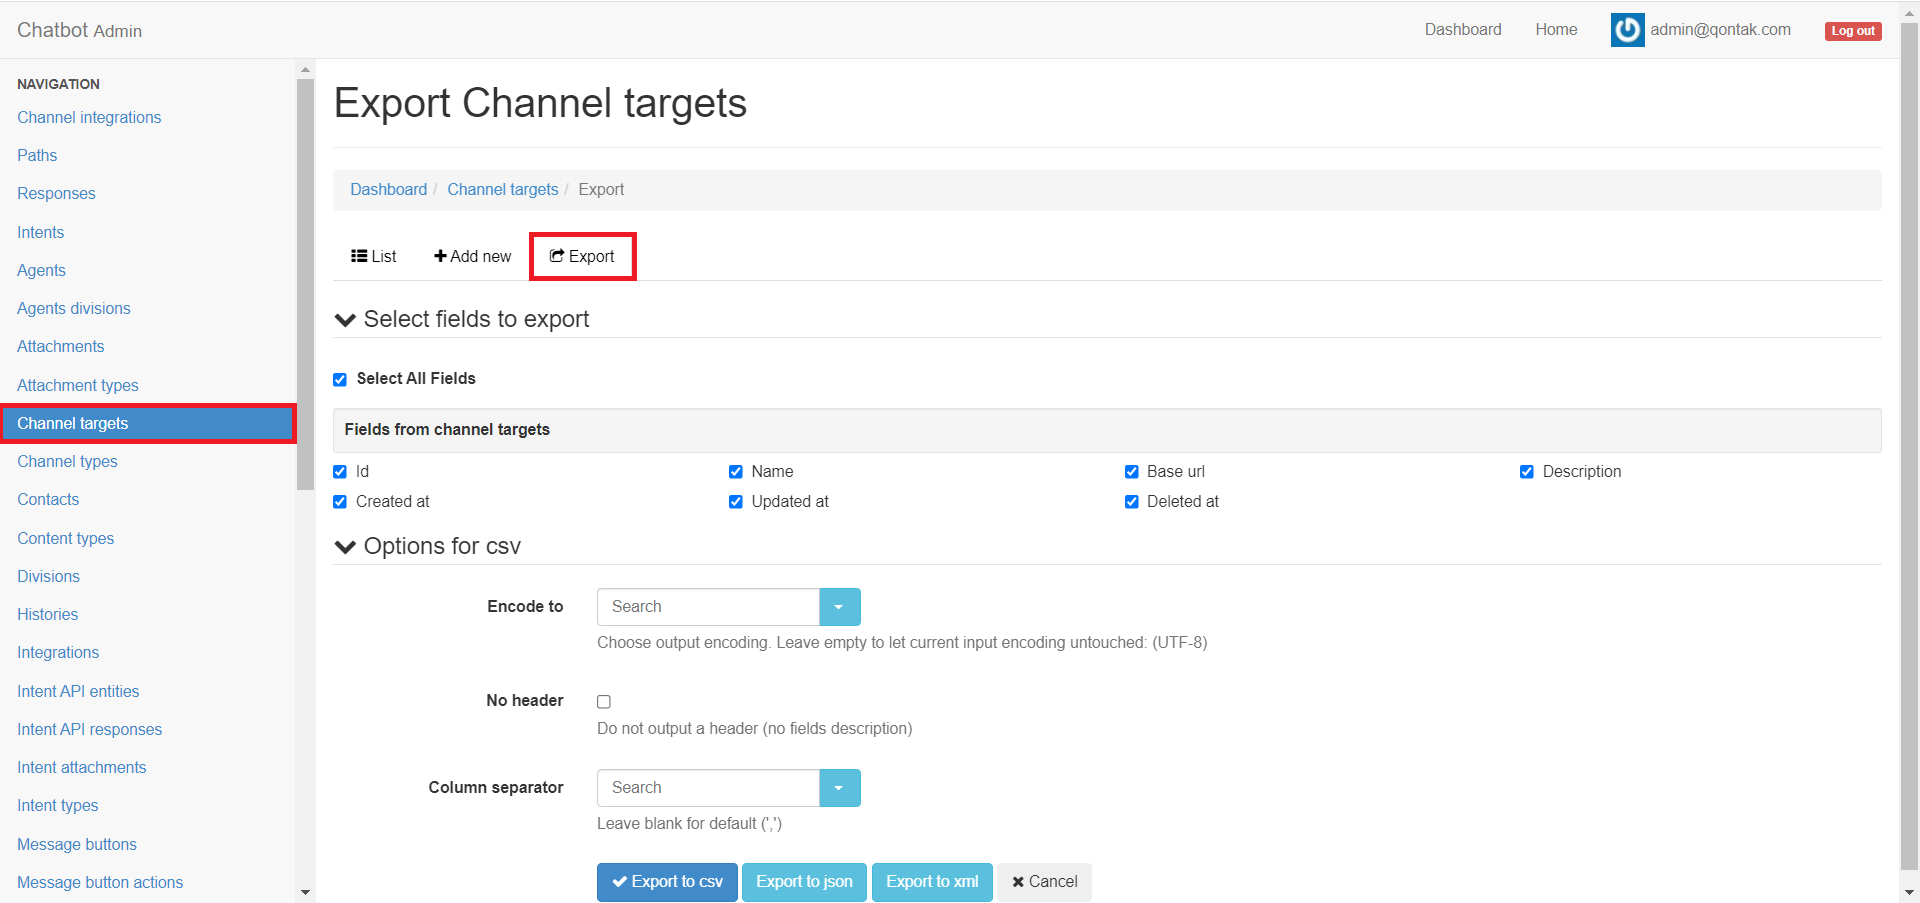 Chatbot Admin
Dashboard
Home
admin@qontak.com
Log out
NAVIGATION
Channel integrations
Paths
Responses
Intents
Agents
Agents divisions
Attachments
Attachment types
Channel targets
Channel types
Contacts
Content types
Divisions
Histories
Integrations
Intent API entities
Intent API responses
Intent attachments
Intent types
Message buttons
Message button actions
Export Channel targets
Dashboard / Channel targets / Export
List
Add new
Export
Select fields to export
Select All Fields
Fields from channel targets
Id
Name
Base url
Description
Created at
Updated at
Deleted at
Options for csv
Encode to
Search
Choose output encoding. Leave empty to let current input encoding untouched: (UTF-8)
No header
Do not output a header (no fields description)
Column separator
Search
Leave blank for default (',')
Export to csv
Export to json
Export to xml
Cancel